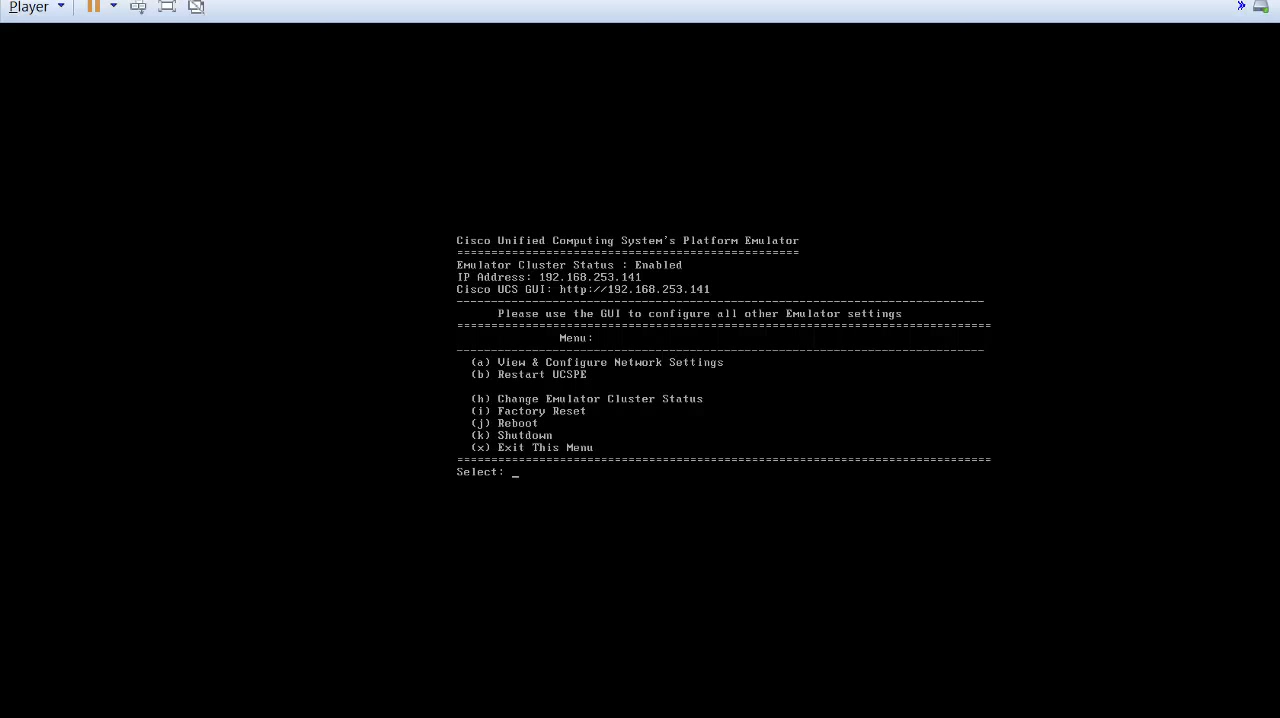 Player
Cisco Unified Computing System's Platform Emulator
==================================================
Emulator Cluster Status : Enabled
IP Address: 192.168.253.141
Cisco UCS GUI: http://192.168.253.141
-----------------------------------------------------------------------------
Please use the GUI to configure all other Emulator settings
==============================================================================
Menu:
-----------------------------------------------------------------------------
(a) View & Configure Network Settings
(b) Restart UCSPE
(h) Change Emulator Cluster Status
(i) Factory Reset
(j) Reboot
(k) Shutdown
(x) Exit This Menu
==============================================================================
Select: _